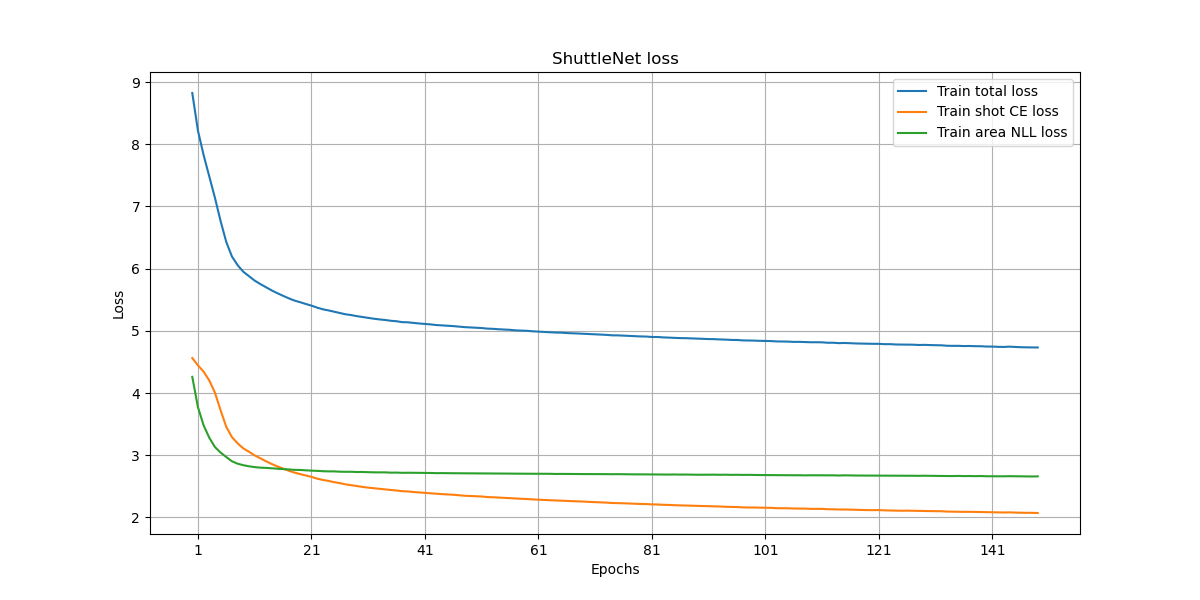 ShuttleNet loss
Train total loss
Train shot CE loss
Train area NLL loss
Loss
9
8
7
6
5
4
3
2
1 21 41 61 81 101 121 141
Epochs